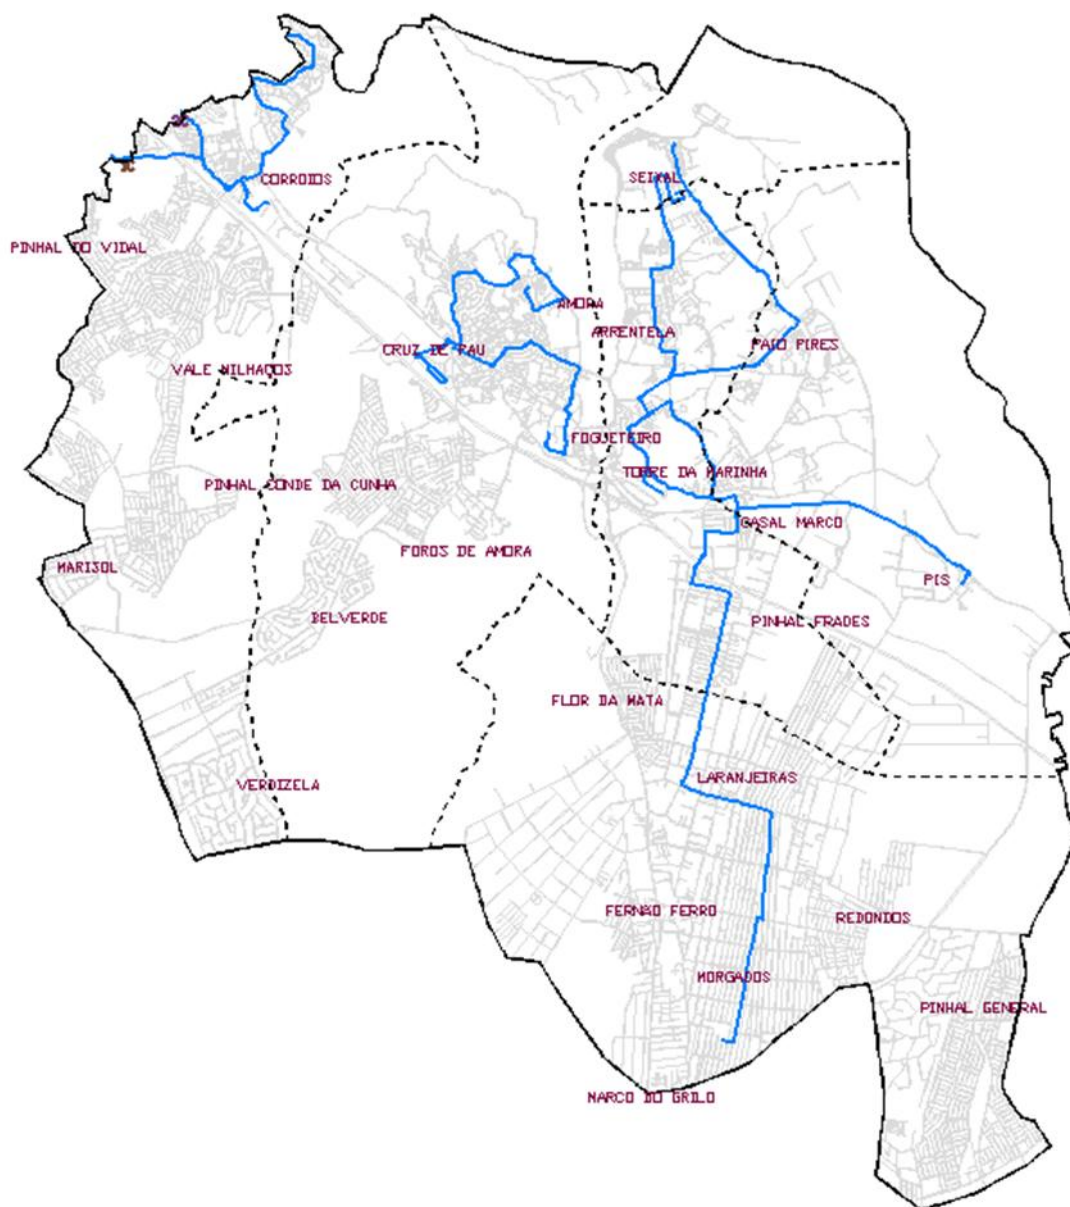 CORROIOS
SEIXAL
PINHAL DO VIDAL
AMORA
ARRENTELA
PAIO PIRES
CRUZ DE PAU
VALE MILHAÇOS
FOGUETEIRO
TORRE DA MARINHA
PINHAL CONDE DA CUNHA
CASAL MARCO
FOROS DE AMORA
MARISOL
PIS
BELVERDE
PINHAL FRADES
FLOR DA MATA
LARANJEIRAS
VERDIZELA
FERNÃO FERRO
REDONDOS
MORGADOS
PINHAL GENERAL
MARCO DO GRILO